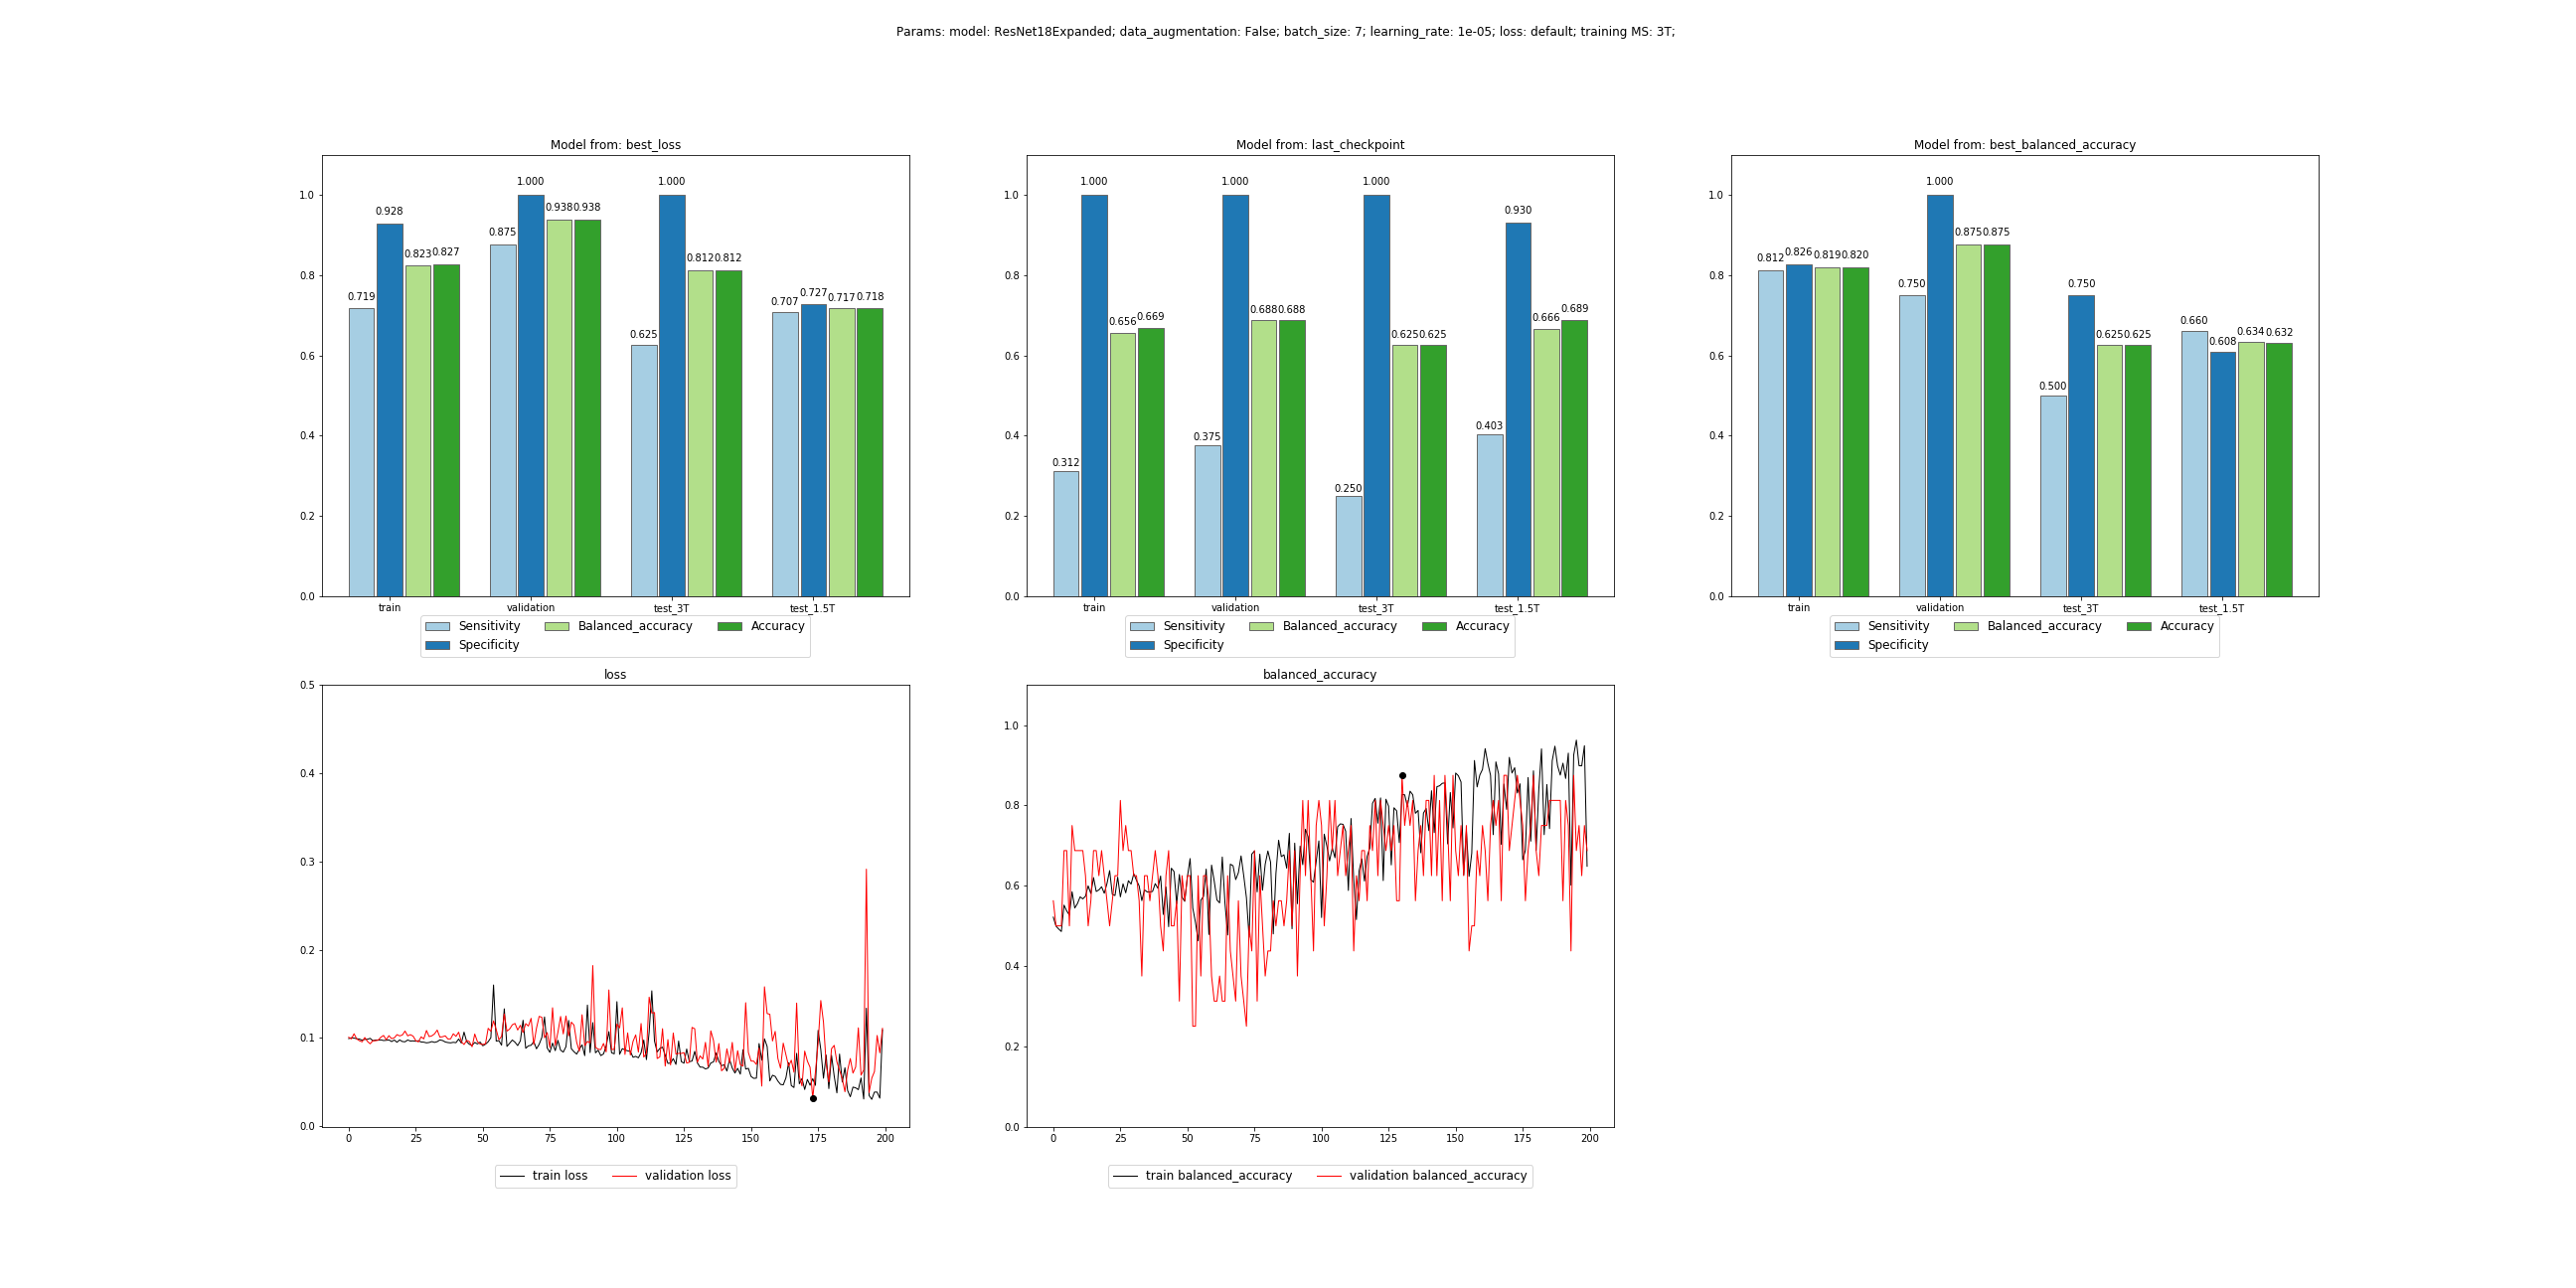 Params: model: ResNet18Expanded; data_augmentation: False; batch_size: 7; learning_rate: 1e-05; loss: default; training MS: 3T;
Model from: best_loss
1.0
0.8
0.6
0.4
0.2
0.0
0.719
0.928
0.823
0.827
0.875
1.000
0.938
0.938
0.625
1.000
0.812
0.812
0.707
0.727
0.717
0.718
train
validation
test_3T
test_1.5T
Sensitivity
Specificity
Balanced_accuracy
Accuracy
Model from: last_checkpoint
1.0
0.8
0.6
0.4
0.2
0.0
0.312
1.000
0.656
0.669
0.375
1.000
0.688
0.688
0.250
1.000
0.625
0.625
0.403
0.930
0.666
0.689
train
validation
test_3T
test_1.5T
Sensitivity
Specificity
Balanced_accuracy
Accuracy
Model from: best_balanced_accuracy
1.0
0.8
0.6
0.4
0.2
0.0
0.812
0.826
0.819
0.820
0.750
1.000
0.875
0.875
0.500
0.750
0.625
0.625
0.660
0.608
0.634
0.632
train
validation
test_3T
test_1.5T
Sensitivity
Specificity
Balanced_accuracy
Accuracy
loss
0.5
0.4
0.3
0.2
0.1
0.0
0 25 50 75 100 125 150 175 200
train loss
validation loss
balanced_accuracy
1.0
0.8
0.6
0.4
0.2
0.0
0 25 50 75 100 125 150 175 200
train balanced_accuracy
validation balanced_accuracy